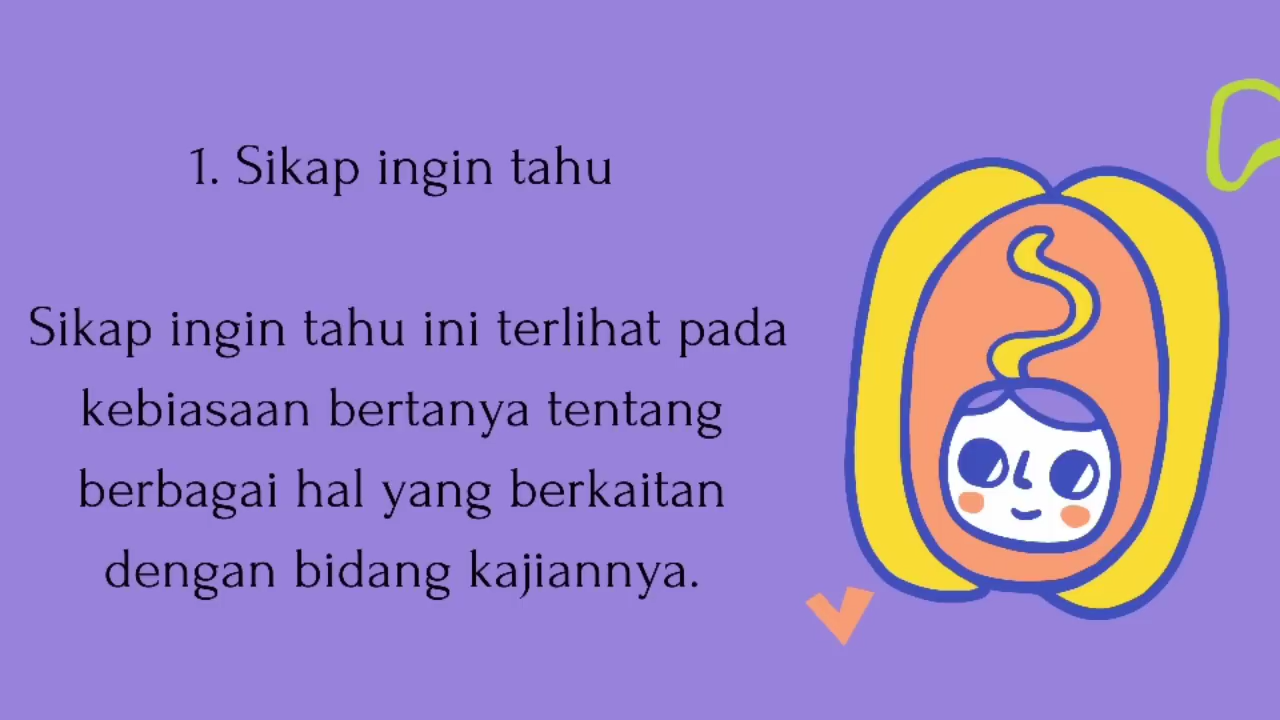 1. Sikap ingin tahu
Sikap ingin tahu ini terlihat pada
kebiasaan bertanya tentang
berbagai hal yang berkaitan
dengan bidang kajiannya.